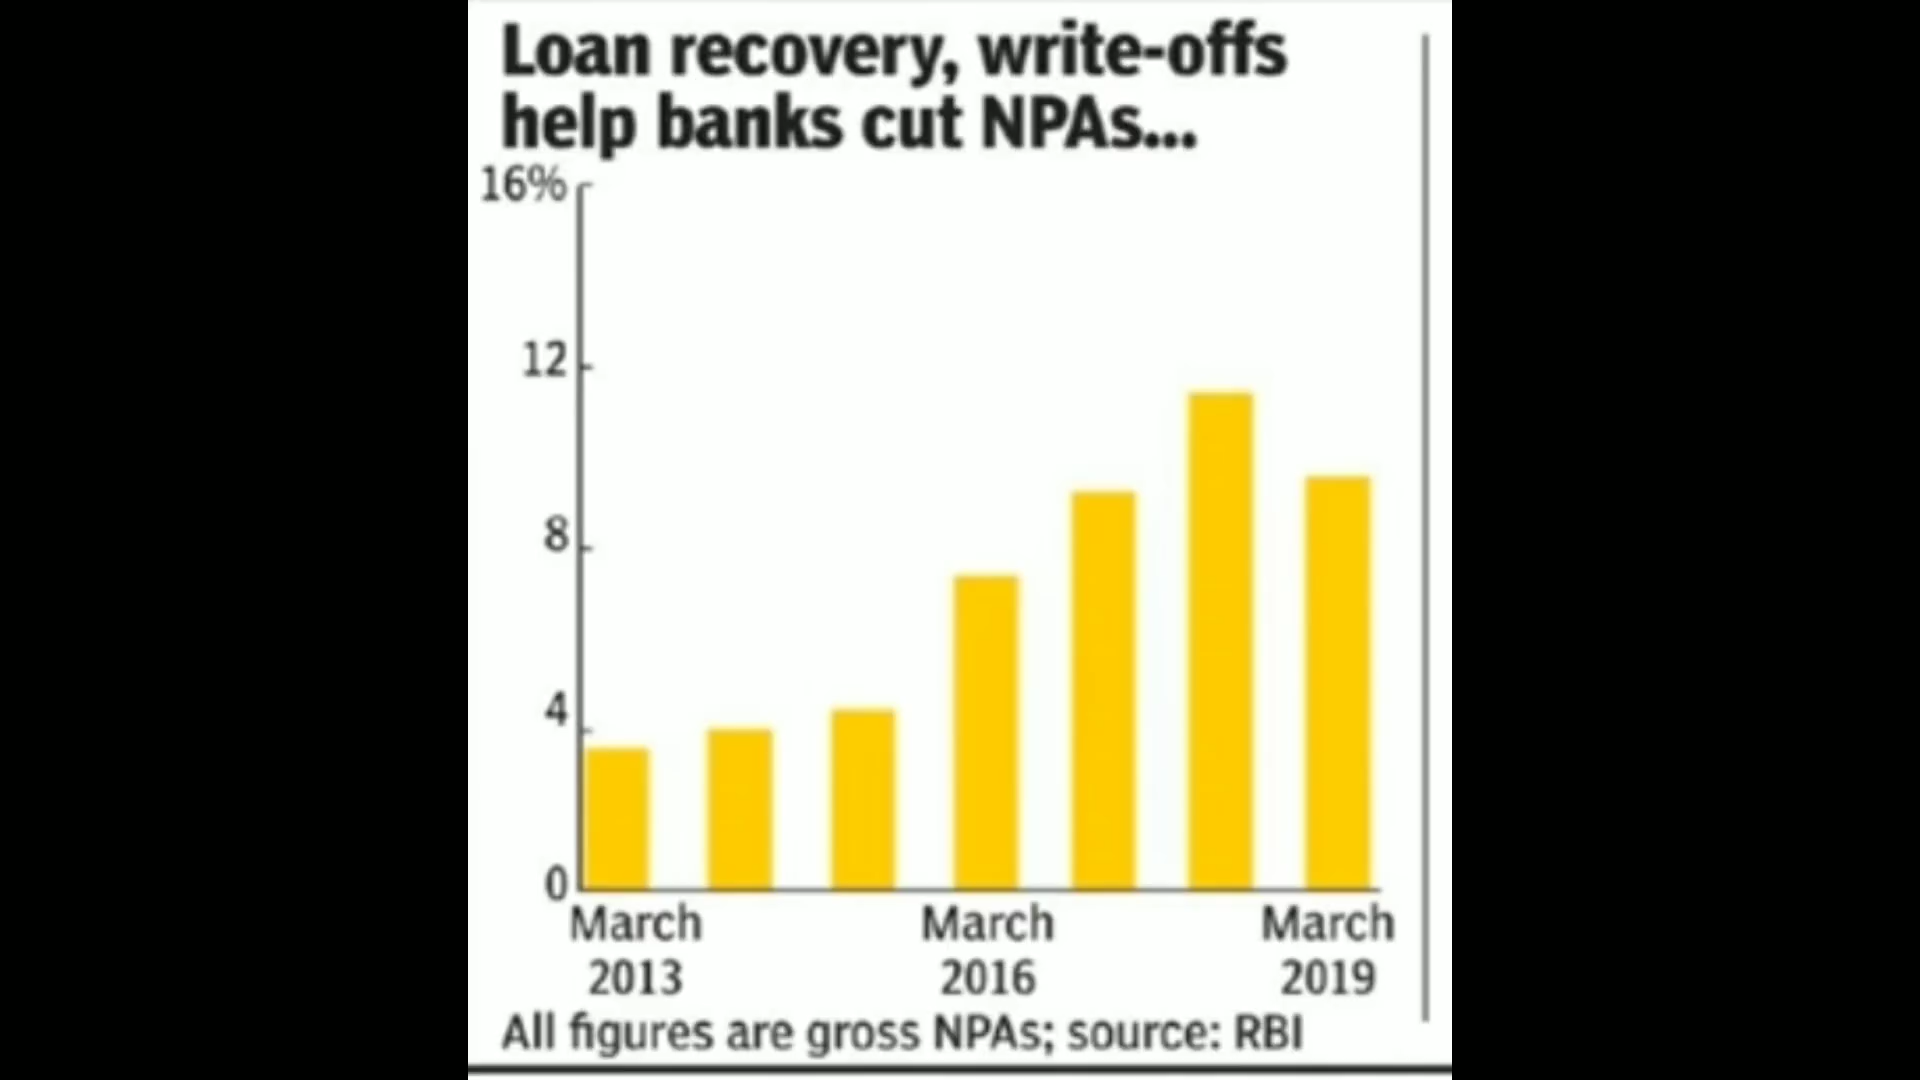 Loan recovery, write-offs
help banks cut NPAs...
16%
12
8
4
0
March March March
2013 2016 2019
All figures are gross NPAs; source: RBI